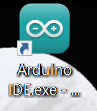 Arduino
IDE.exe - ...